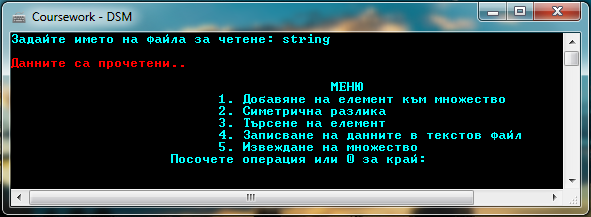 Coursework - DSM
Задайте името на файла за четене: string
Данните са прочетени..
МЕНЮ
1. Добавяне на елемент към множество
2. Симетрична разлика
3. Търсене на елемент
4. Записване на данните в текстов файл
5. Извеждане на множество
Посочете операция или 0 за край: